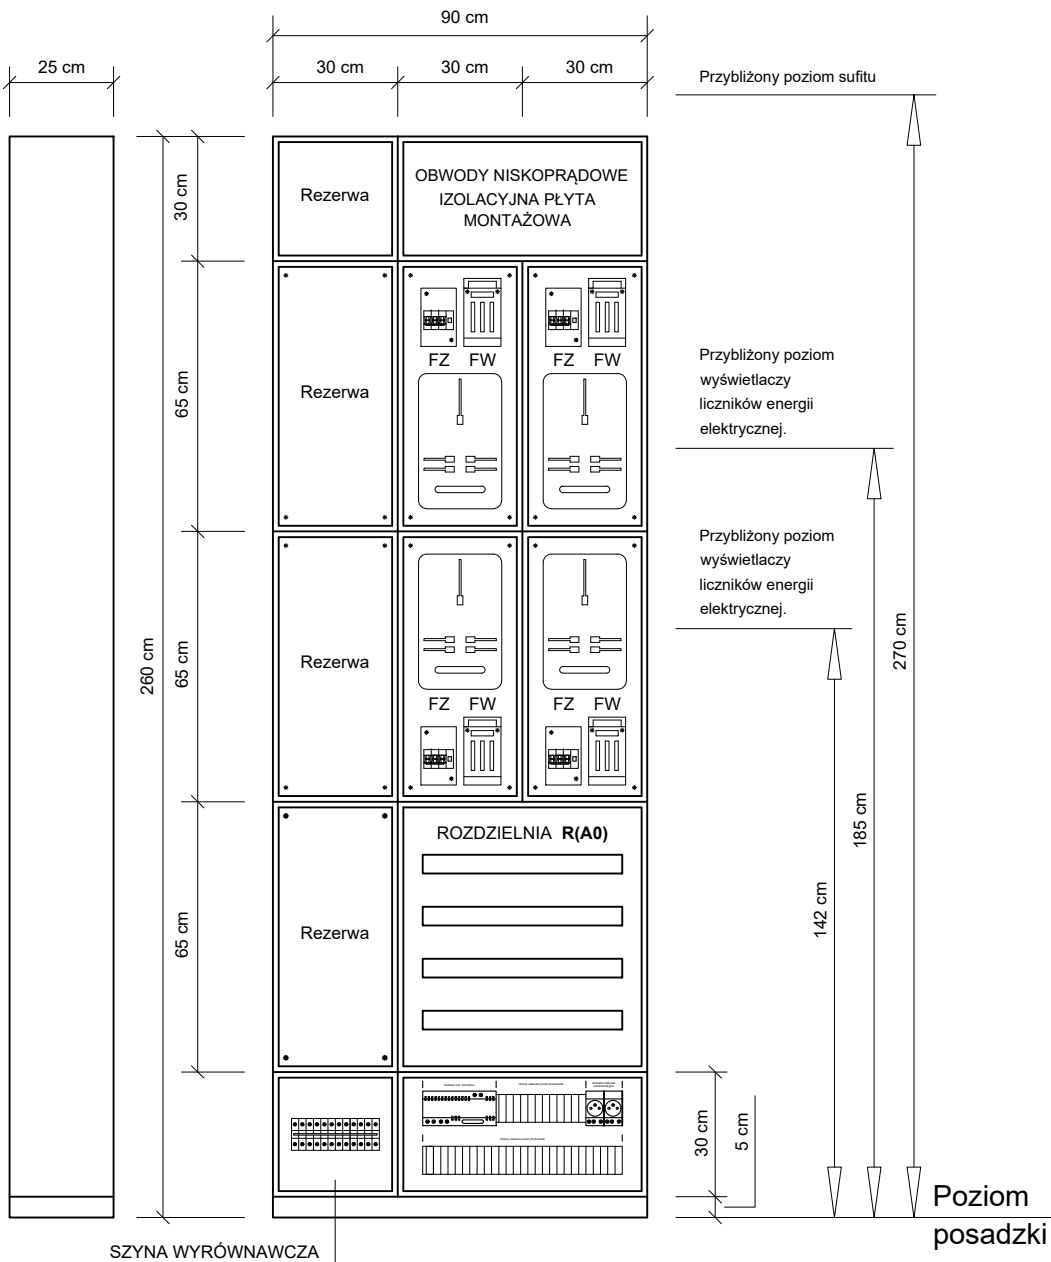 90 cm
25 cm
30 cm
30 cm
30 cm
Przybliżony poziom sufitu
30 cm
Rezerwa
OBWODY NISKOPRĄDOWE
IZOLACYJNA PŁYTA
MONTAŻOWA
65 cm
Rezerwa
FZ FW
FZ FW
Przybliżony poziom
wyświetlaczy
liczników energii
elektrycznej.
260 cm
65 cm
Rezerwa
FZ FW
FZ FW
Przybliżony poziom
wyświetlaczy
liczników energii
elektrycznej.
270 cm
185 cm
142 cm
65 cm
Rezerwa
ROZDZIELNIA R(A0)
30 cm
5 cm
Poziom
posadzki
SZYNA WYRÓWNAWCZA